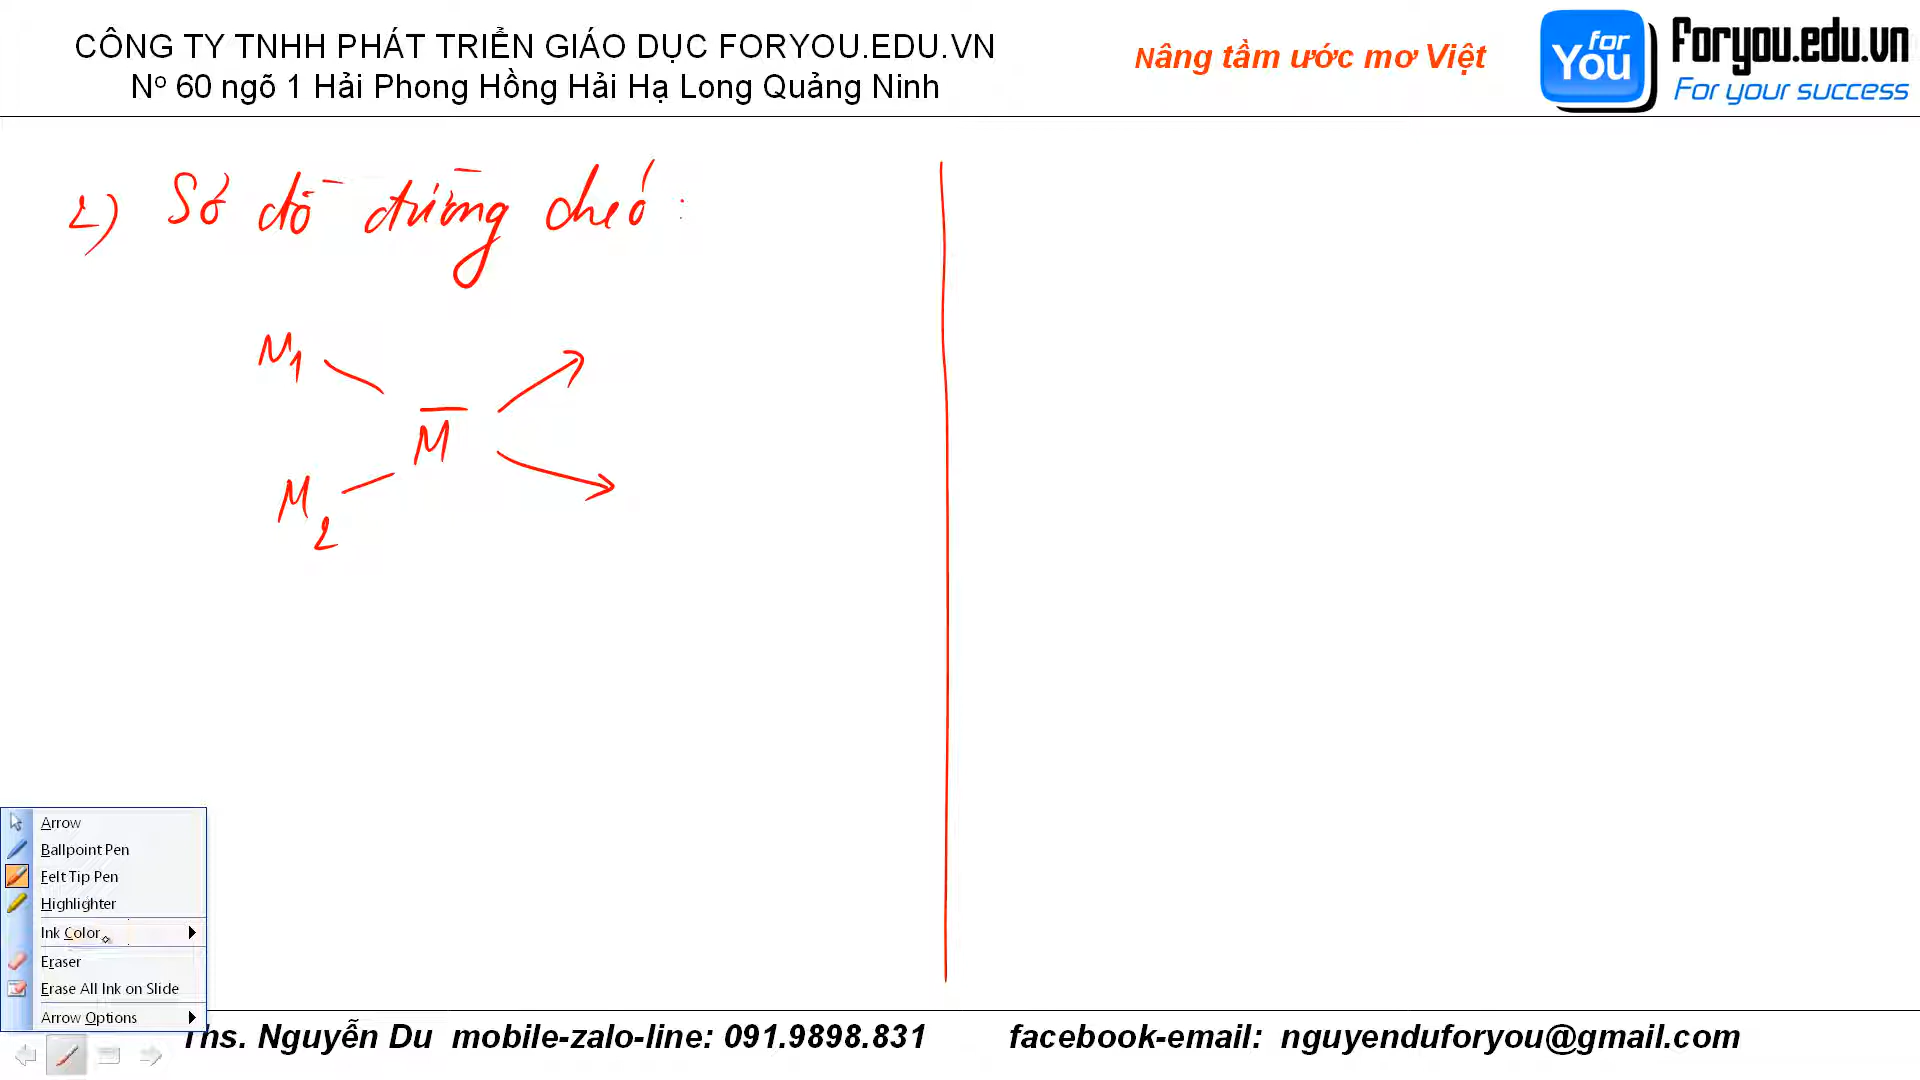 CÔNG TY TNHH PHÁT TRIỂN GIÁO DỤC FORYOU.EDU.VN
Nº 60 ngõ 1 Hải Phong Hồng Hải Hạ Long Quảng Ninh
Nâng tầm ước mơ Việt
for You
Foryou.edu.vn
For your success
2) Sơ đồ đường chéo :
M1
M̅
M2
Arrow
Ballpoint Pen
Felt Tip Pen
Highlighter
Ink Color
Eraser
Erase All Ink on Slide
Arrow Options
Ths. Nguyễn Du mobile-zalo-line: 091.9898.831 facebook-email: nguyenduforyou@gmail.com